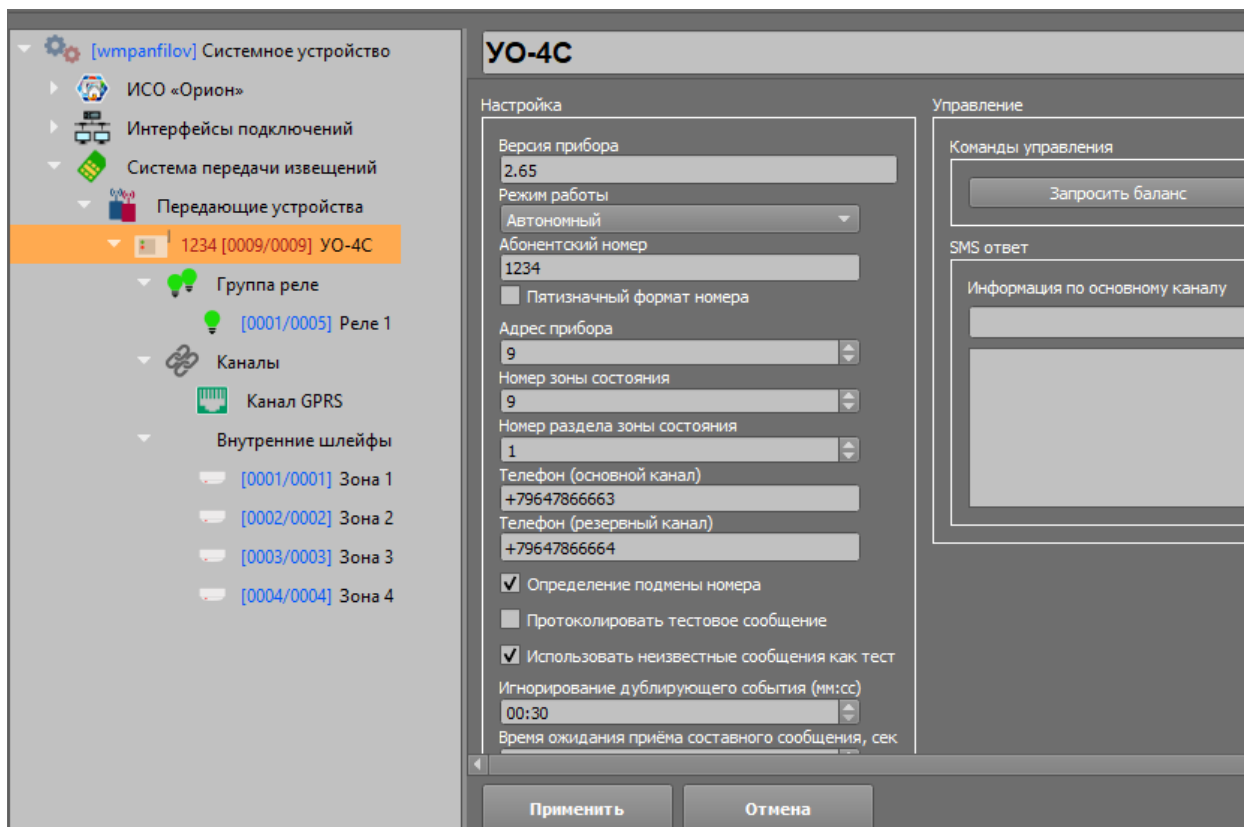 [wmpanfilov] Системное устройство
ИСО «Орион»
Интерфейсы подключений
Система передачи извещений
Передающие устройства
1234 [0009/0009] УО-4С
Группа реле
[0001/0005] Реле 1
Каналы
Канал GPRS
Внутренние шлейфы
[0001/0001] Зона 1
[0002/0002] Зона 2
[0003/0003] Зона 3
[0004/0004] Зона 4
УО-4С
Настройка
Версия прибора
2.65
Режим работы
Автономный
Абонентский номер
1234
Пятизначный формат номера
Адрес прибора
9
Номер зоны состояния
9
Номер раздела зоны состояния
1
Телефон (основной канал)
+79647866663
Телефон (резервный канал)
+79647866664
Определение подмены номера
Протоколировать тестовое сообщение
Использовать неизвестные сообщения как тест
Игнорирование дублирующего события (мм:сс)
00:30
Время ожидания приёма составного сообщения, сек
Управление
Команды управления
Запросить баланс
SMS ответ
Информация по основному каналу
Применить
Отмена